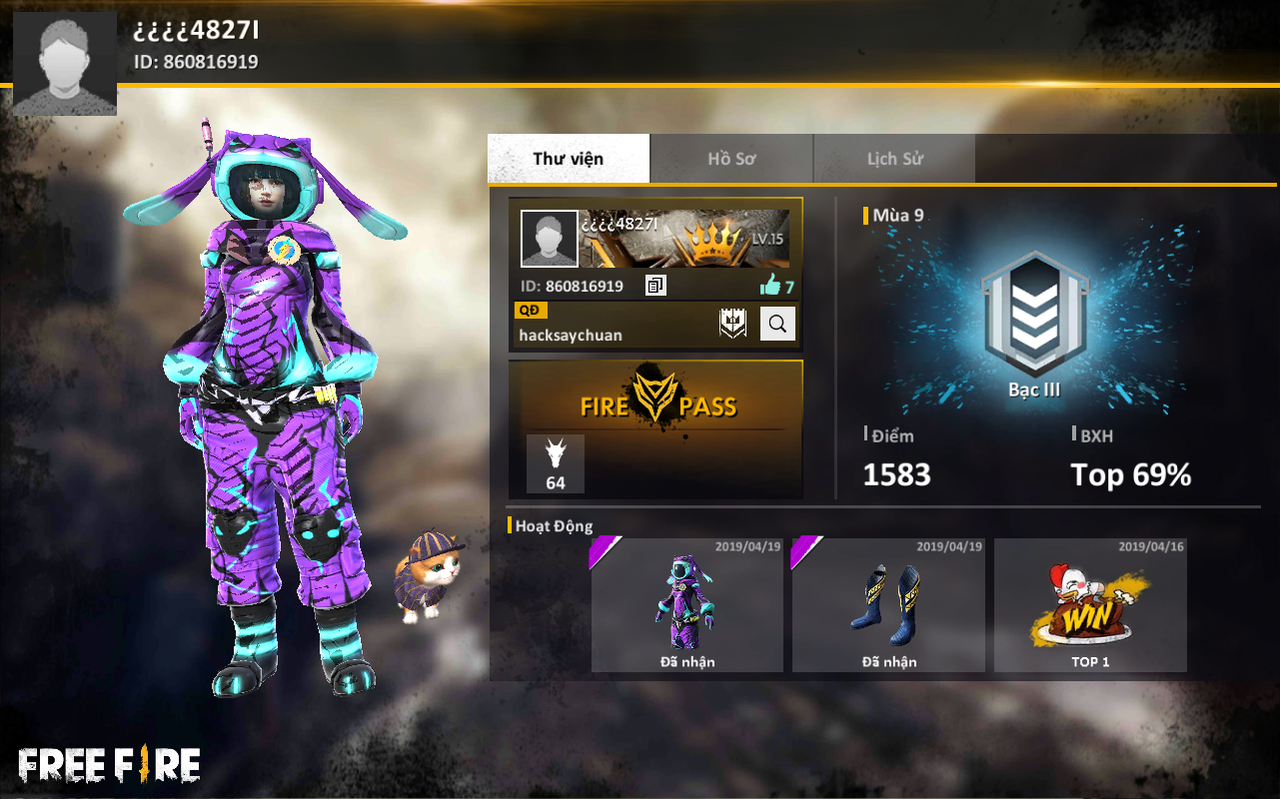 ¿¿¿¿4827I
ID: 860816919
Thư viện
Hồ Sơ
Lịch Sử
¿¿¿¿4827I
LV.15
ID: 860816919
7
QĐ
hacksaychuan
FIRE PASS
64
Mùa 9
Bạc III
Điểm
BXH
1583
Top 69%
Hoạt Động
2019/04/19
Đã nhận
2019/04/19
Đã nhận
2019/04/16
WIN
TOP 1
FREE FIRE